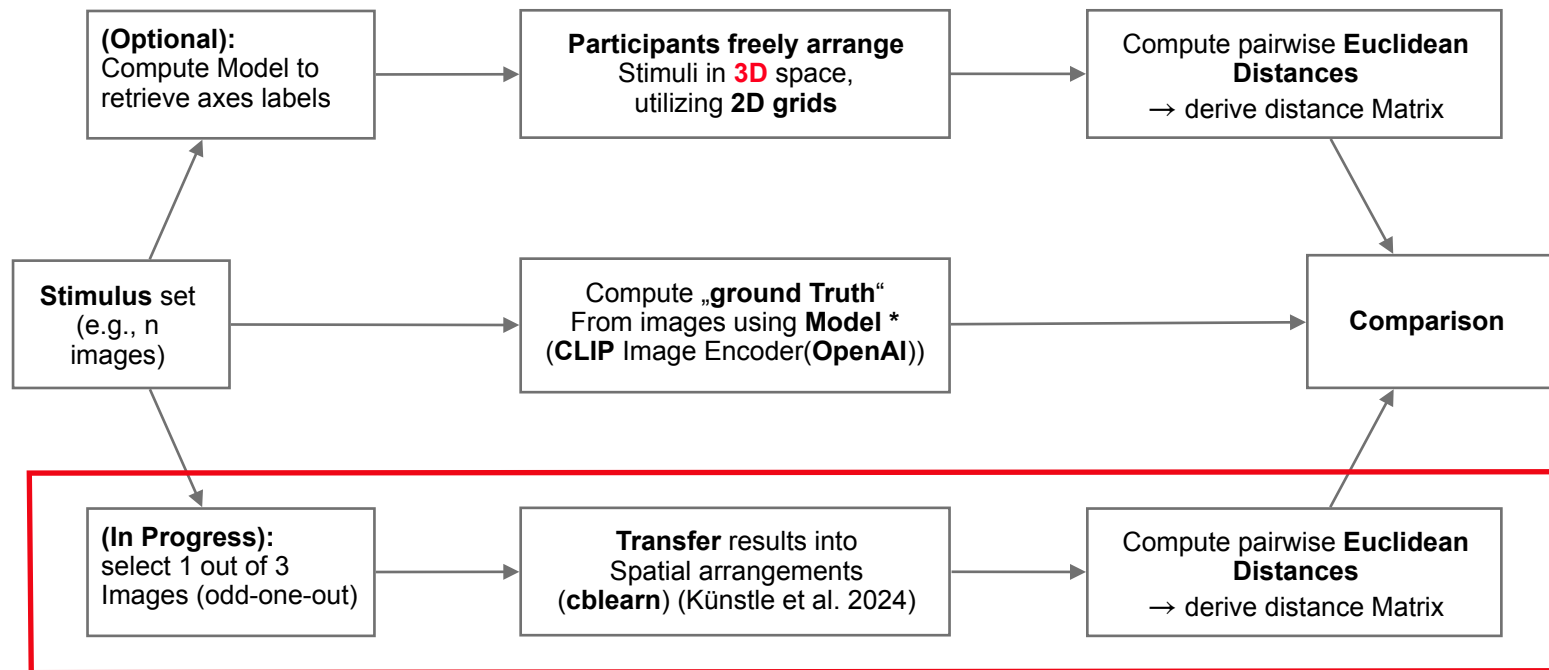 (Optional):
Compute Model to
retrieve axes labels
Participants freely arrange
Stimuli in 3D space,
utilizing 2D grids
Compute pairwise Euclidean
Distances
→ derive distance Matrix
Stimulus set
(e.g., n
images)
Compute „ground Truth“
From images using Model *
(CLIP Image Encoder(OpenAI))
Comparison
(In Progress):
select 1 out of 3
Images (odd-one-out)
Transfer results into
Spatial arrangements
(cblearn) (Künstle et al. 2024)
Compute pairwise Euclidean
Distances
→ derive distance Matrix